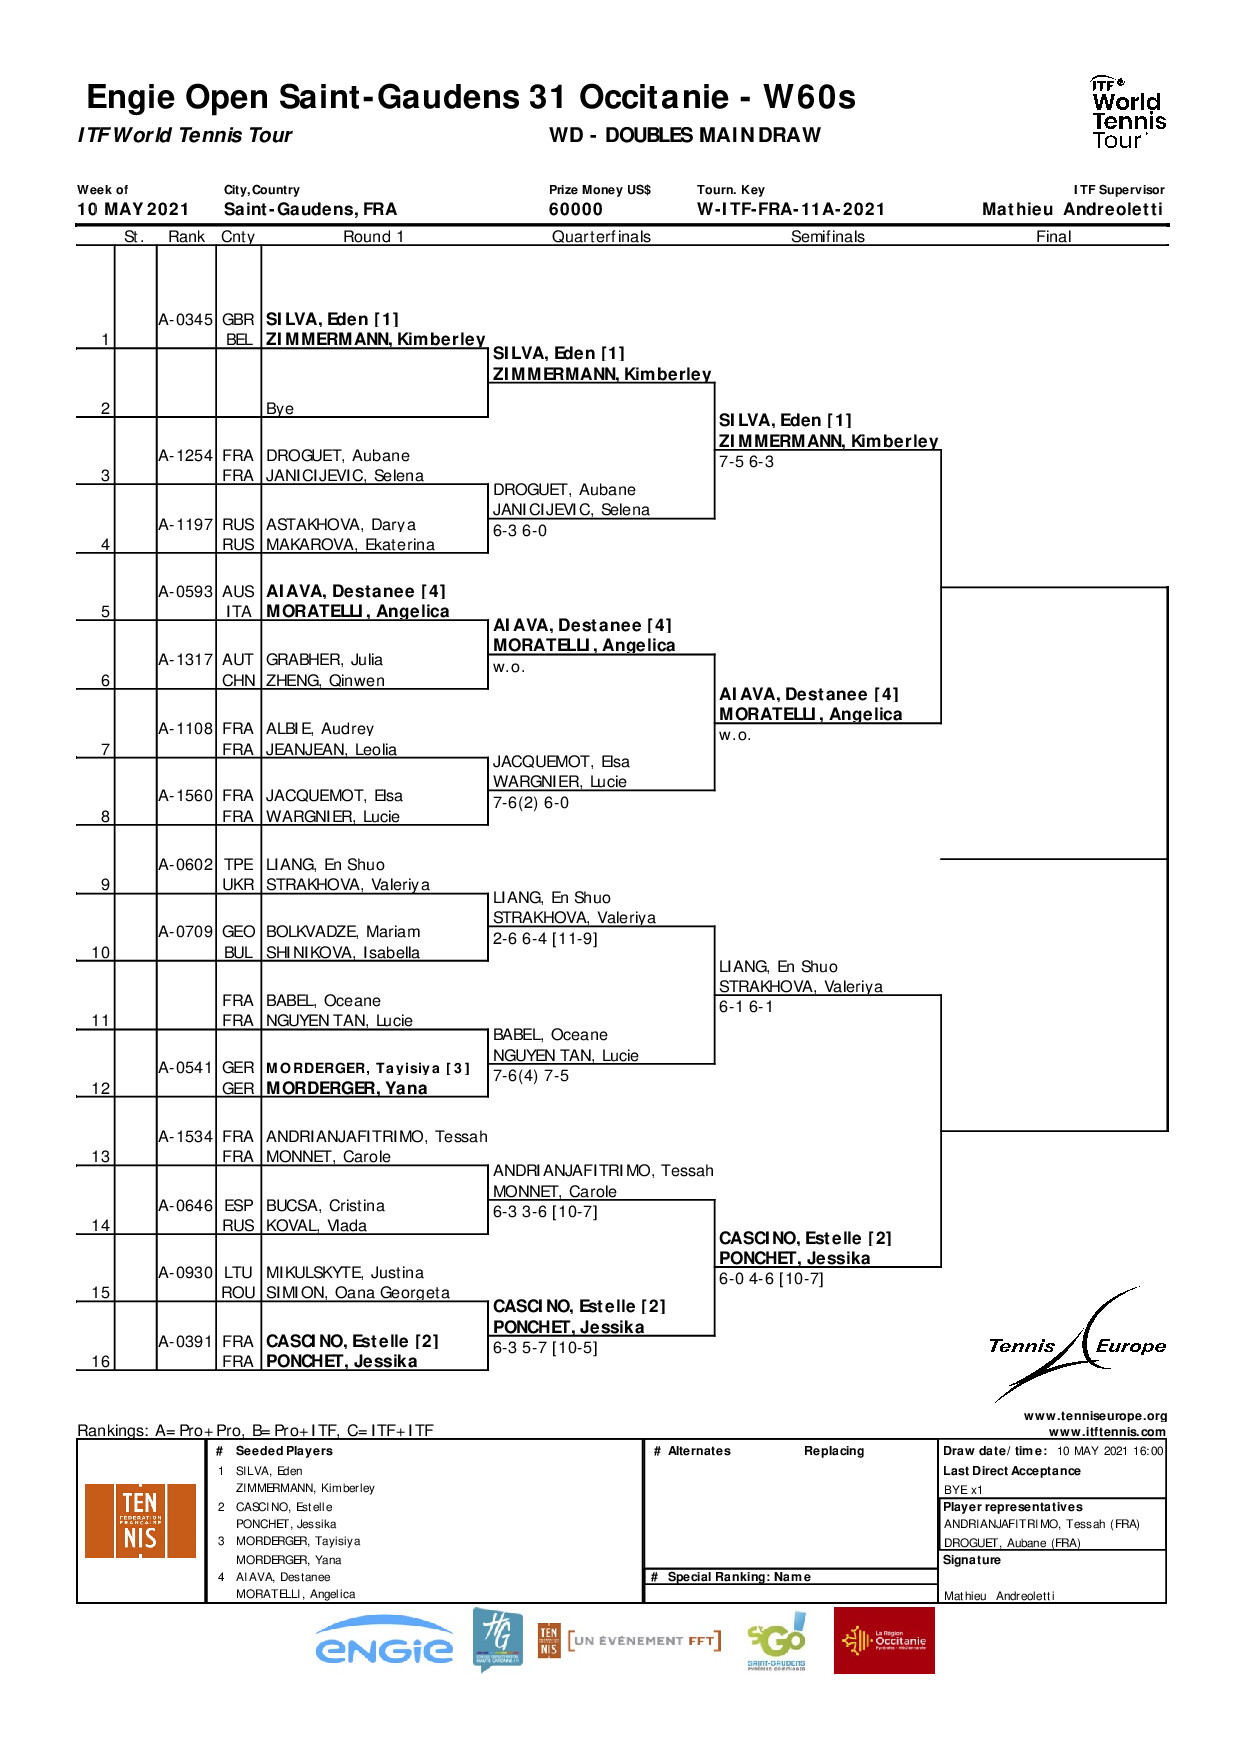 Engie Open Saint-Gaudens 31 Occitanie - W60s
ITF World Tennis Tour
WD - DOUBLES MAIN DRAW
ITF World Tennis Tour
Week of City,Country Prize Money US$ Tourn. Key ITF Supervisor
10 MAY 2021 Saint-Gaudens, FRA 60000 W-ITF-FRA-11A-2021 Mathieu Andreoletti
St. Rank Cnty Round 1 Quarterfinals Semifinals Final
A-0345 GBR SILVA, Eden [1]
1 BEL ZIMMERMANN, Kimberley
SILVA, Eden [1]
ZIMMERMANN, Kimberley
2 Bye
SILVA, Eden [1]
ZIMMERMANN, Kimberley
7-5 6-3
A-1254 FRA DROGUET, Aubane
3 FRA JANICIJEVIC, Selena
DROGUET, Aubane
JANICIJEVIC, Selena
6-3 6-0
A-1197 RUS ASTAKHOVA, Darya
4 RUS MAKAROVA, Ekaterina
A-0593 AUS AIAVA, Destanee [4]
5 ITA MORATELLI, Angelica
AIAVA, Destanee [4]
MORATELLI, Angelica
w.o.
A-1317 AUT GRABHER, Julia
6 CHN ZHENG, Qinwen
AIAVA, Destanee [4]
MORATELLI, Angelica
w.o.
A-1108 FRA ALBIE, Audrey
7 FRA JEANJEAN, Leolia
JACQUEMOT, Elsa
WARGNIER, Lucie
7-6(2) 6-0
A-1560 FRA JACQUEMOT, Elsa
8 FRA WARGNIER, Lucie
A-0602 TPE LIANG, En Shuo
9 UKR STRAKHOVA, Valeriya
LIANG, En Shuo
STRAKHOVA, Valeriya
2-6 6-4 [11-9]
A-0709 GEO BOLKVADZE, Mariam
10 BUL SHINIKOVA, Isabella
LIANG, En Shuo
STRAKHOVA, Valeriya
6-1 6-1
FRA BABEL, Oceane
11 FRA NGUYEN TAN, Lucie
BABEL, Oceane
NGUYEN TAN, Lucie
7-6(4) 7-5
A-0541 GER MORDERGER, Tayisiya [3]
12 GER MORDERGER, Yana
A-1534 FRA ANDRIANJAFITRIMO, Tessah
13 FRA MONNET, Carole
ANDRIANJAFITRIMO, Tessah
MONNET, Carole
6-3 3-6 [10-7]
A-0646 ESP BUCSA, Cristina
14 RUS KOVAL, Vlada
CASCINO, Estelle [2]
PONCHET, Jessika
6-0 4-6 [10-7]
A-0930 LTU MIKULSKYTE, Justina
15 ROU SIMION, Oana Georgeta
CASCINO, Estelle [2]
PONCHET, Jessika
6-3 5-7 [10-5]
A-0391 FRA CASCINO, Estelle [2]
16 FRA PONCHET, Jessika
Tennis Europe
www.tenniseurope.org
www.itftennis.com
Rankings: A=Pro+Pro, B=Pro+ITF, C=ITF+ITF
# Seeded Players # Alternates Replacing Draw date/time: 10 MAY 2021 16:00
1 SILVA, Eden
ZIMMERMANN, Kimberley
2 CASCINO, Estelle
PONCHET, Jessika
3 MORDERGER, Tayisiya
MORDERGER, Yana
4 AIAVA, Destanee
MORATELLI, Angelica
# Special Ranking: Name
Last Direct Acceptance
BYE x1
Player representatives
ANDRIANJAFITRIMO, Tessah (FRA)
DROGUET, Aubane (FRA)
Signature
Mathieu Andreoletti
TEN
FEDERATION
FRANCAISE
NIS
ENGIE
HG
TEN
NIS
[UN ÉVÉNEMENT FFT]
GO
SAINT-GAUDENS
La Région
Occitanie